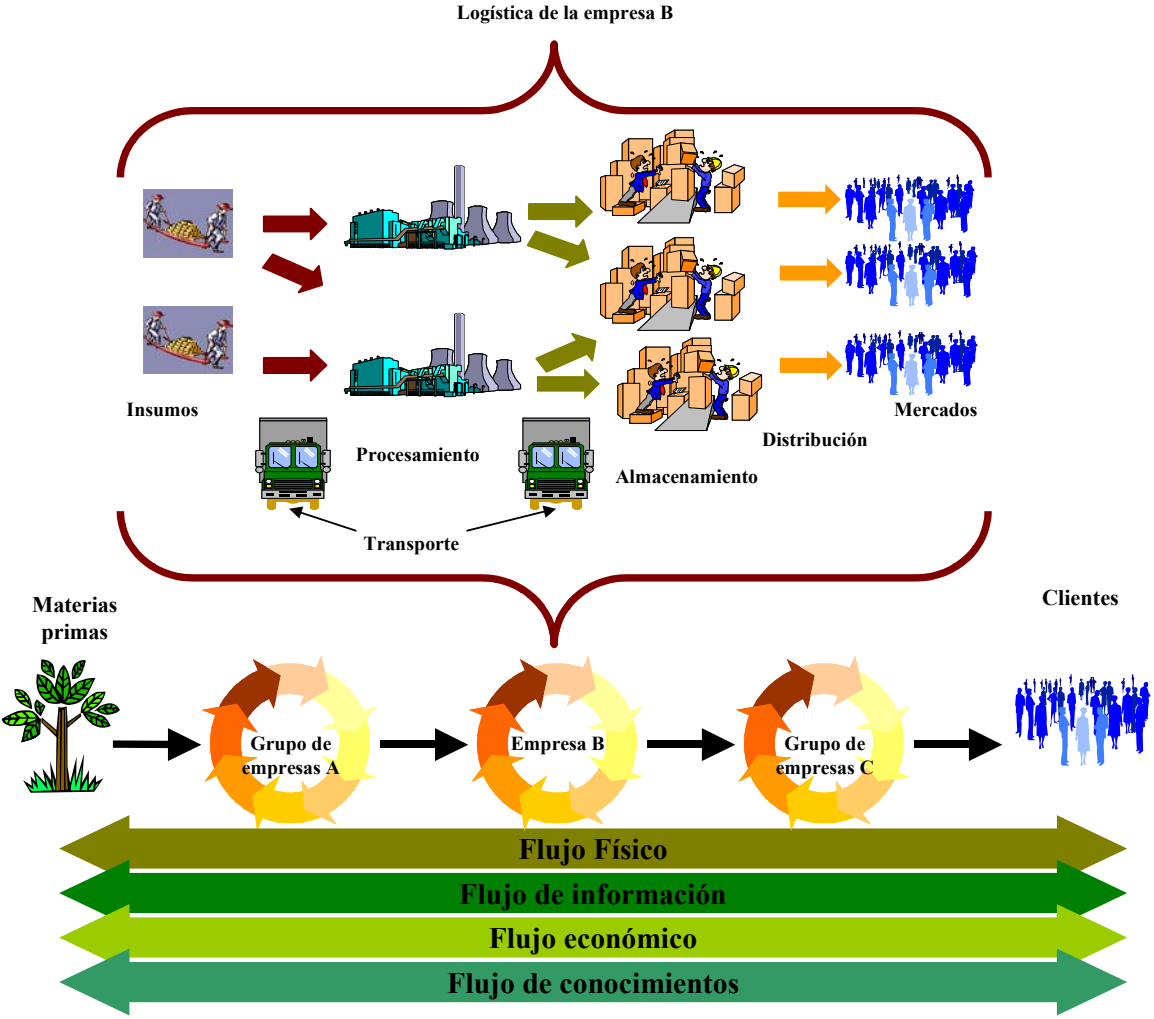 Logística de la empresa B
Insumos
Mercados
Distribución
Procesamiento
Almacenamiento
Transporte
Materias
primas
Clientes
Grupo de
empresas A
Empresa B
Grupo de
empresas C
Flujo Físico
Flujo de información
Flujo económico
Flujo de conocimientos